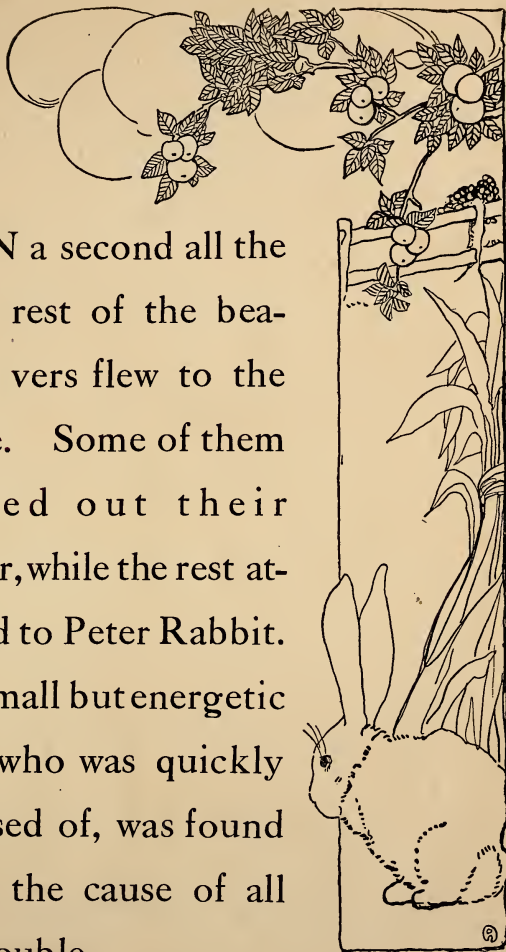 N a second all the
rest of the bea-
vers flew to the
e. Some of them
ed out their
r, while the rest at-
d to Peter Rabbit.
mall but energetic
who was quickly
sed of, was found
the cause of all
ouble